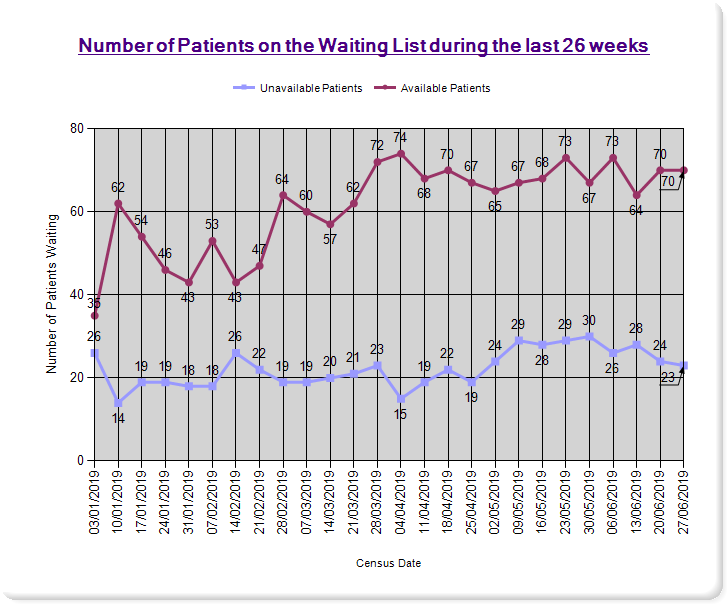 Number of Patients on the Waiting List during the last 26 weeks
Unavailable Patients Available Patients
Number of Patients Waiting
80
60
40
20
0
35 62 54 46 43 53 43 47 64 60 57 62 72 74 68 70 67 65 67 68 73 67 73 64 70 70
26 14 19 19 18 18 26 22 19 19 20 21 23 15 19 22 19 24 29 28 29 30 26 28 24 23
03/01/2019 10/01/2019 17/01/2019 24/01/2019 31/01/2019 07/02/2019 14/02/2019 21/02/2019 28/02/2019 07/03/2019 14/03/2019 21/03/2019 28/03/2019 04/04/2019 11/04/2019 18/04/2019 25/04/2019 02/05/2019 09/05/2019 16/05/2019 23/05/2019 30/05/2019 06/06/2019 13/06/2019 20/06/2019 27/06/2019
Census Date